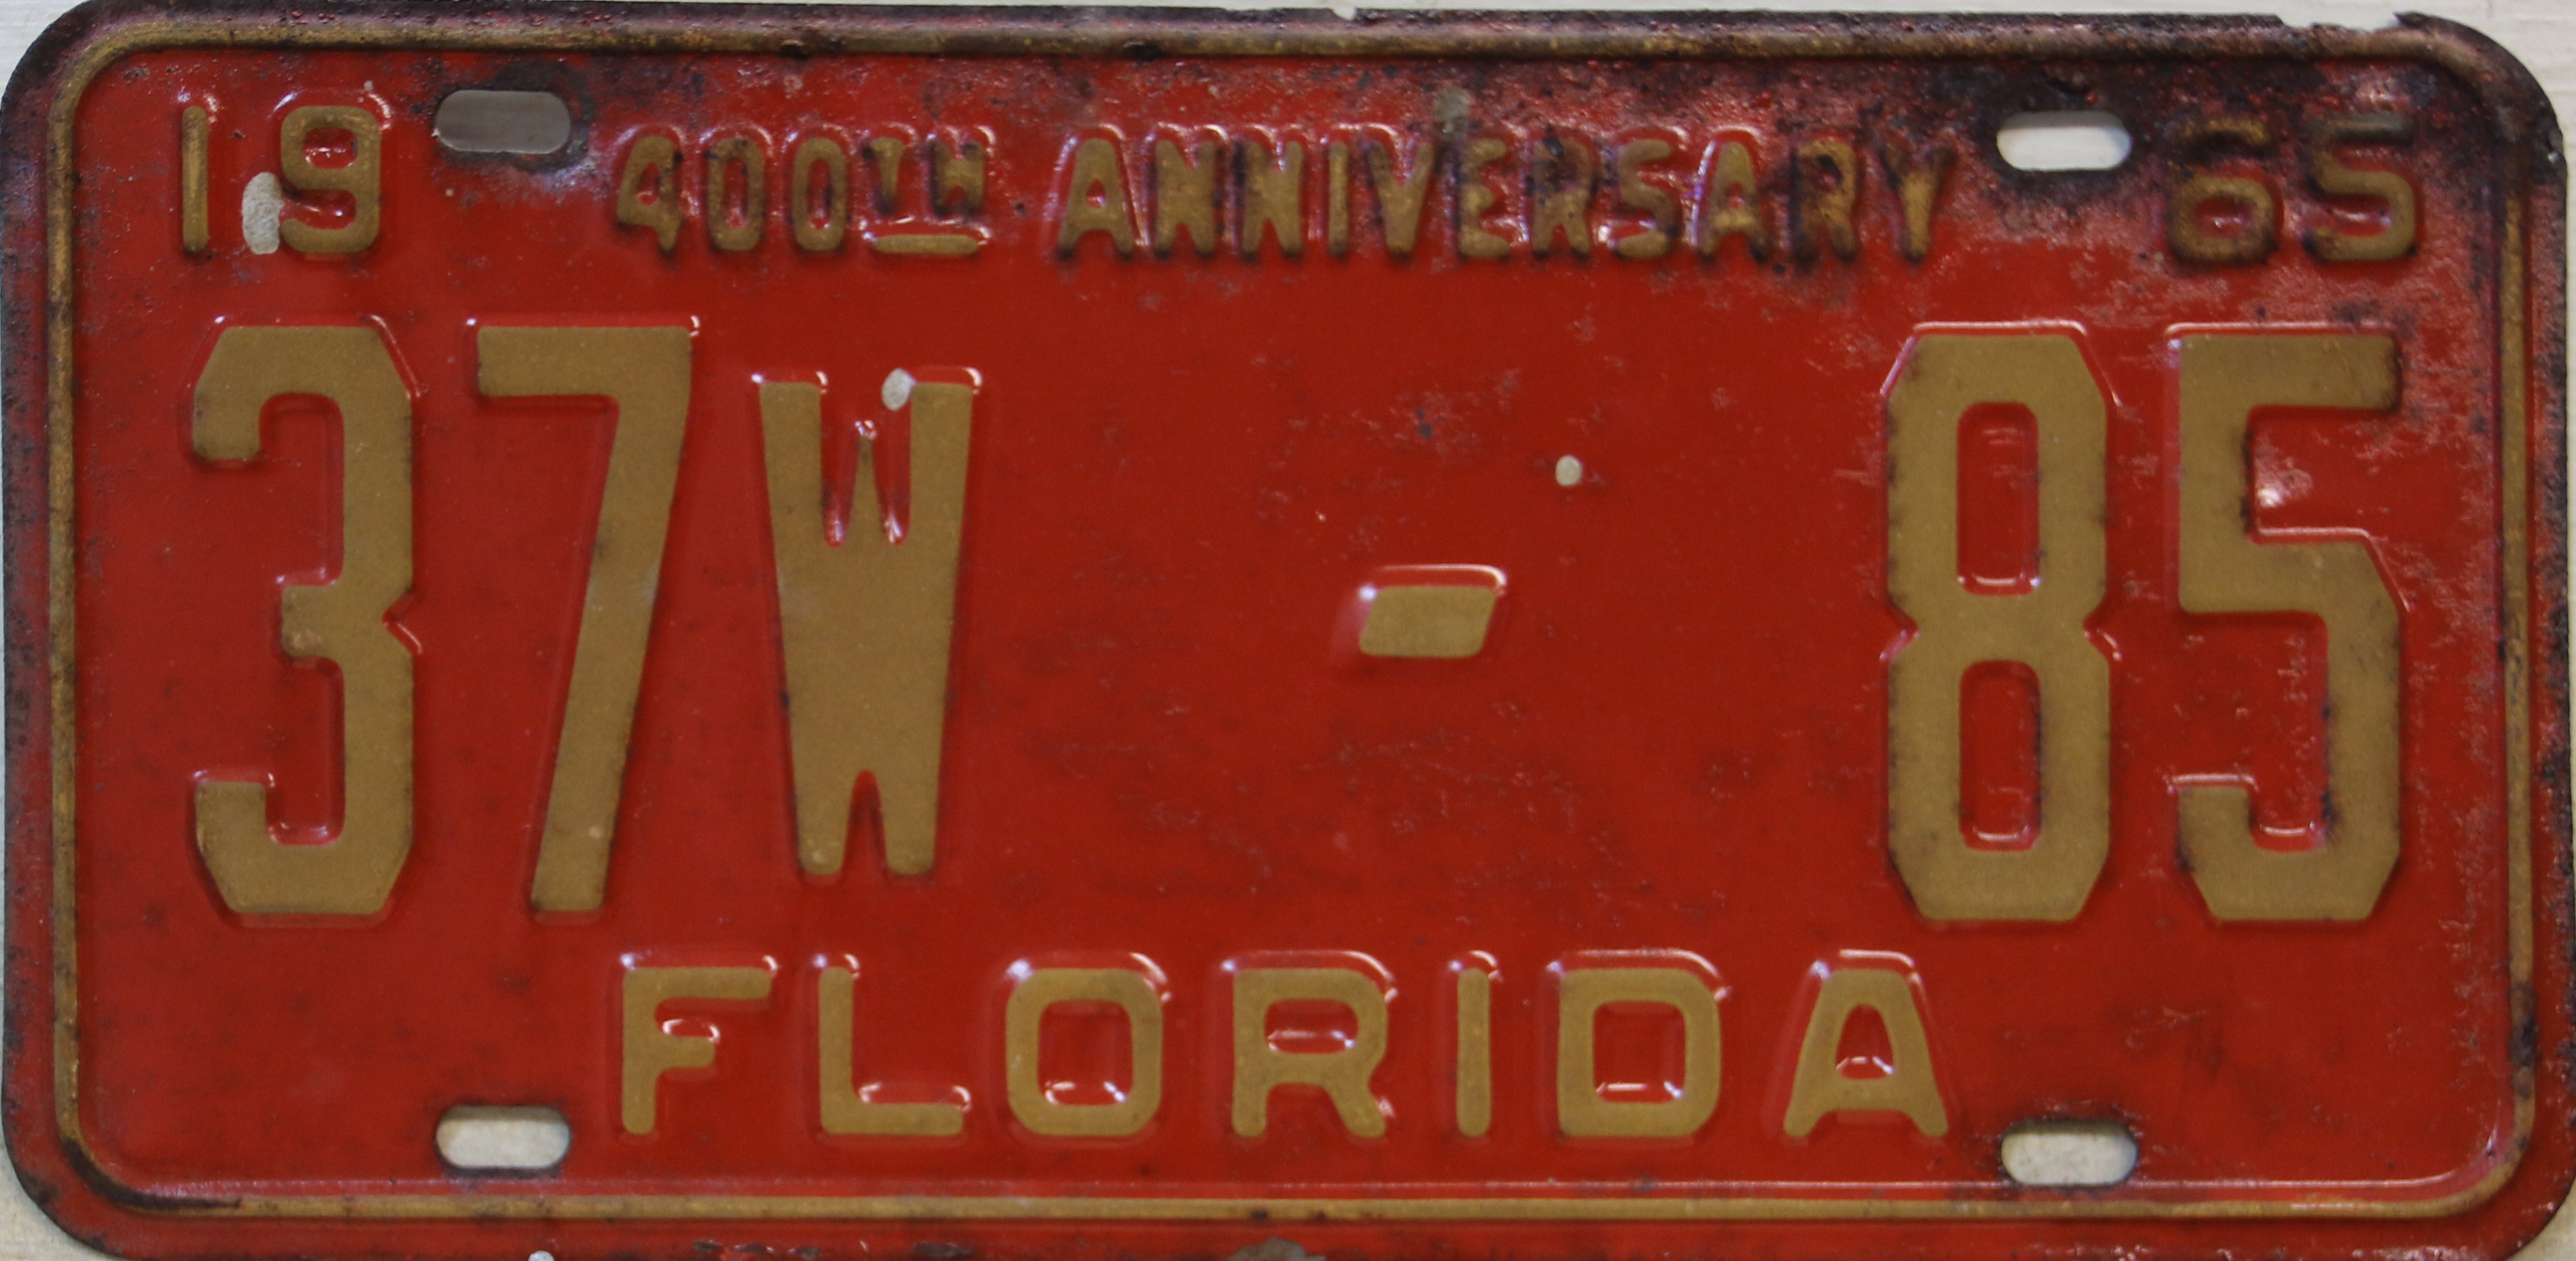 19 400TH ANNIVERSARY 65
37W - 85
FLORIDA